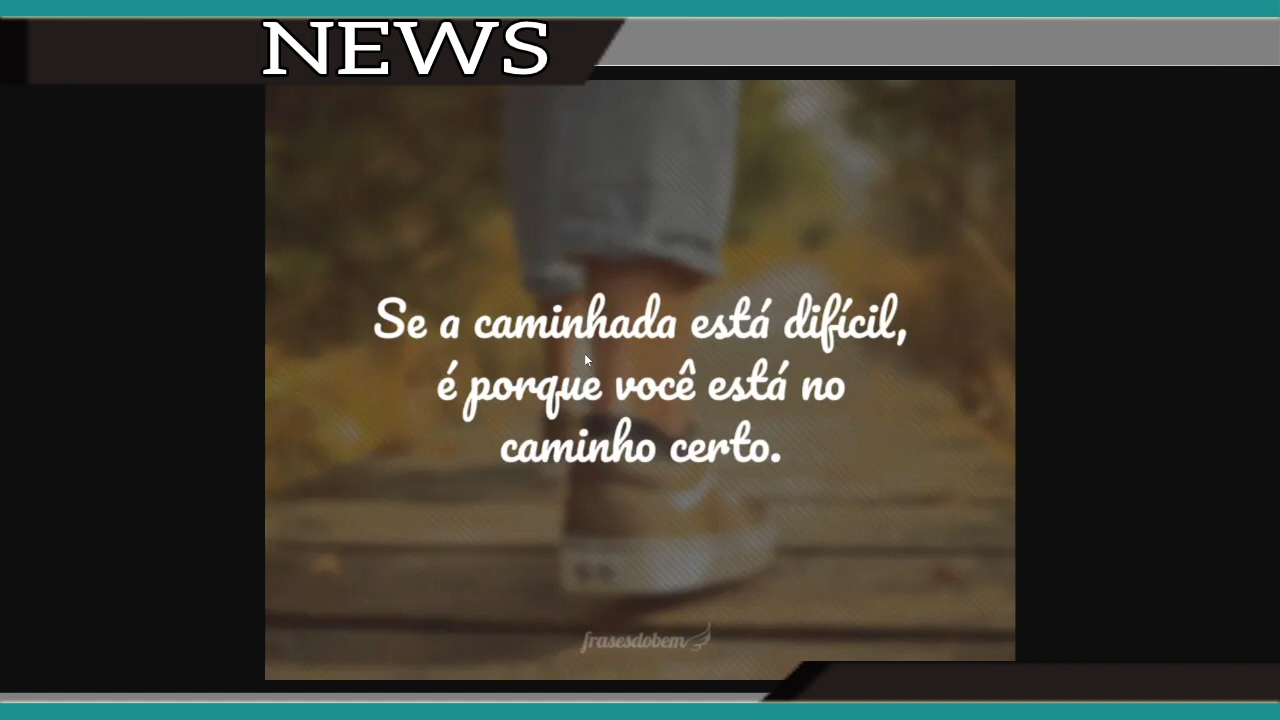 NEWS
Se a caminhada está difícil,
é porque você está no
caminho certo.
frasesdobem